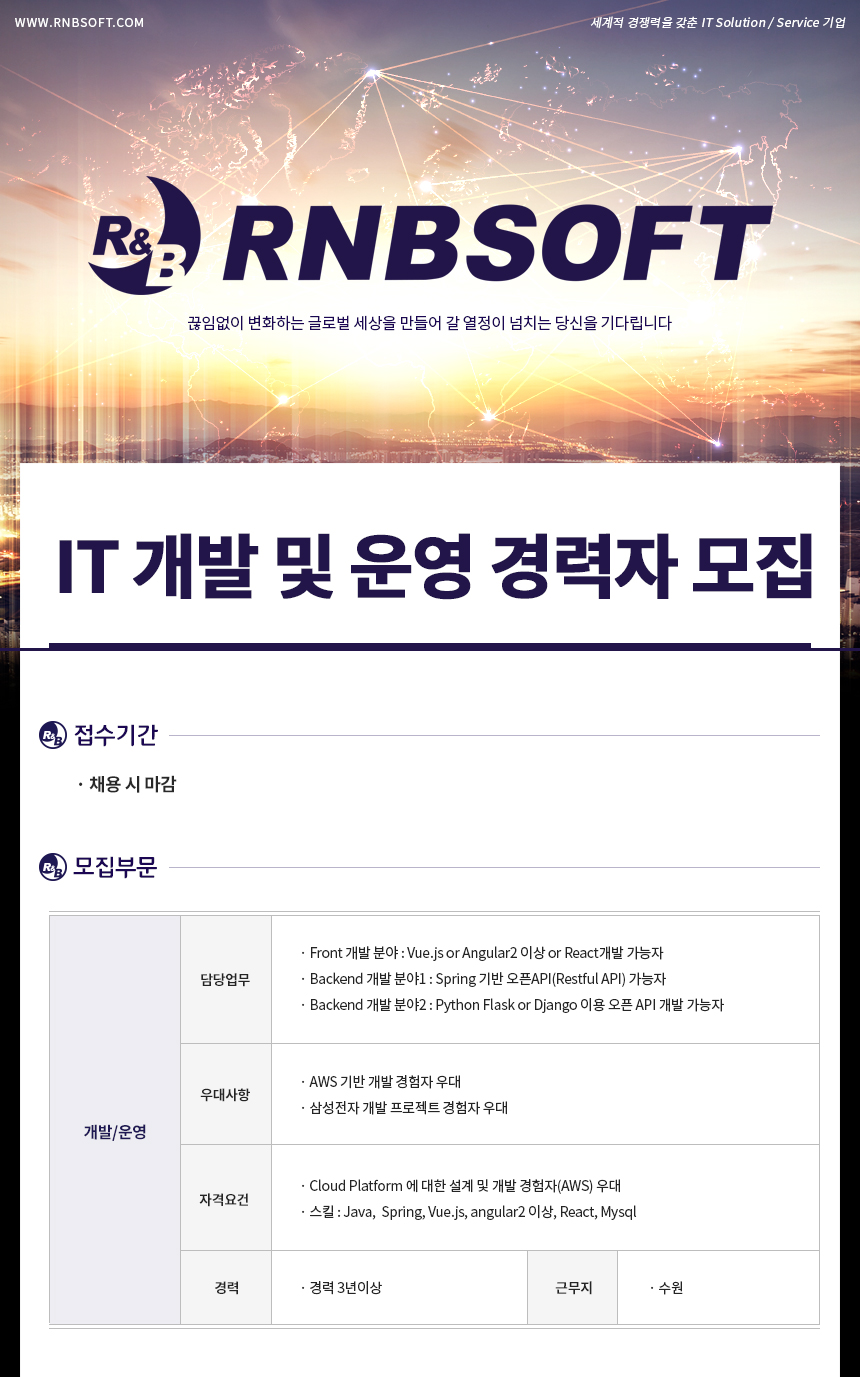 WWW.RNBSOFT.COM
세계적 경쟁력을 갖춘 IT Solution / Service 기업
R&B RNBSOFT
끊임없이 변화하는 글로벌 세상을 만들어 갈 열정이 넘치는 당신을 기다립니다
IT 개발 및 운영 경력자 모집
R&B 접수기간
· 채용 시 마감
R&B 모집부문
개발/운영
담당업무
· Front 개발 분야 : Vue.js or Angular2 이상 or React개발 가능자
· Backend 개발 분야1 : Spring 기반 오픈API(Restful API) 가능자
· Backend 개발 분야2 : Python Flask or Django 이용 오픈 API 개발 가능자
우대사항
· AWS 기반 개발 경험자 우대
· 삼성전자 개발 프로젝트 경험자 우대
자격요건
· Cloud Platform 에 대한 설계 및 개발 경험자(AWS) 우대
· 스킬 : Java,  Spring, Vue.js, angular2 이상, React, Mysql
경력
· 경력 3년이상
근무지
· 수원